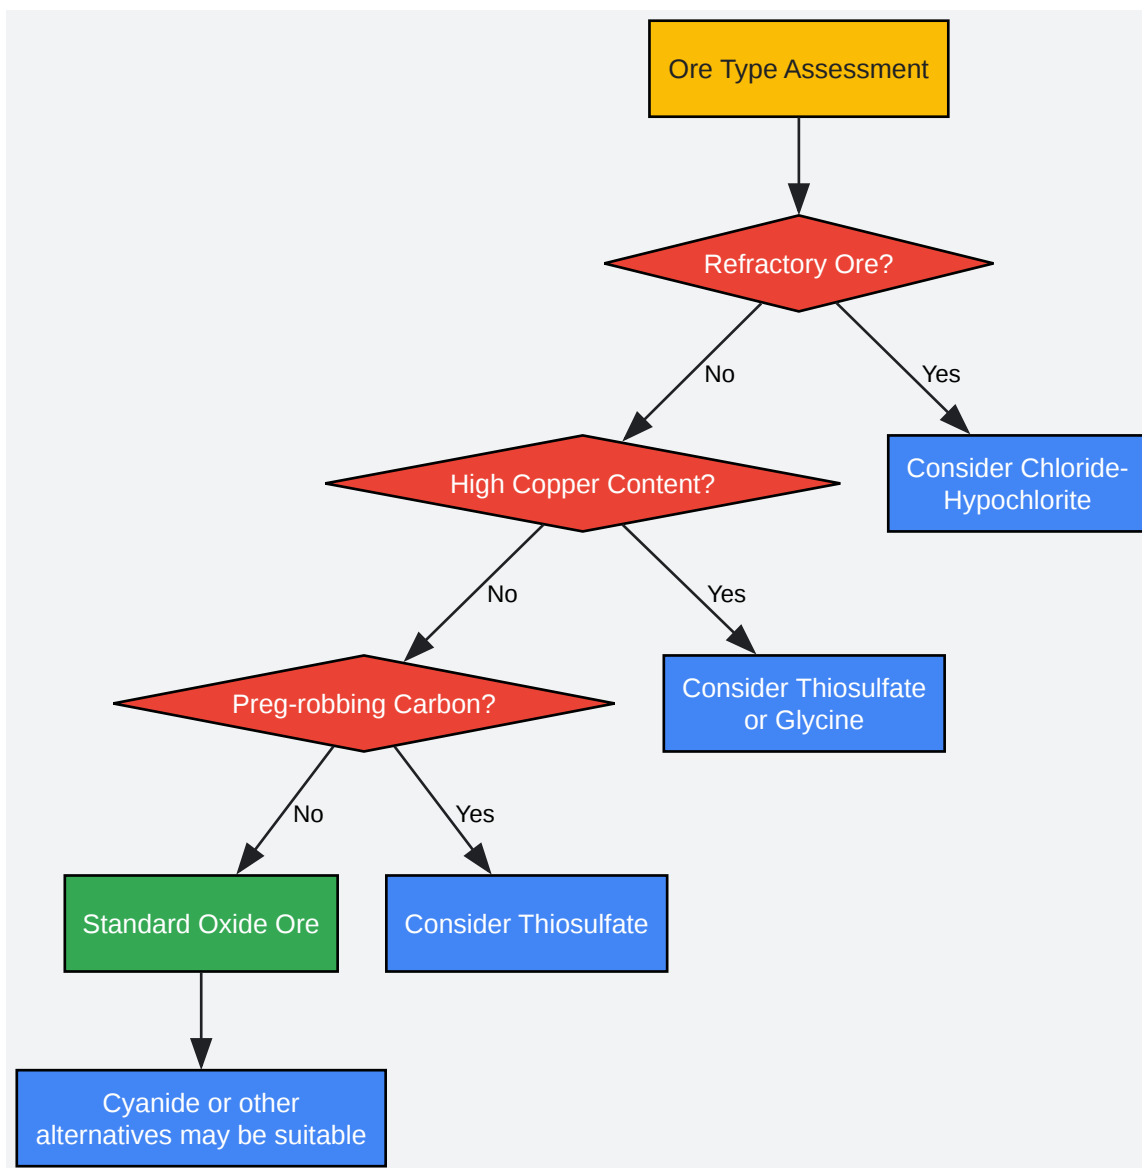 Ore Type Assessment
Refractory Ore?
No
Yes
High Copper Content?
Consider Chloride-
Hypochlorite
No
Yes
Preg-robbing Carbon?
Consider Thiosulfate
or Glycine
No
Yes
Standard Oxide Ore
Consider Thiosulfate
Cyanide or other
alternatives may be suitable